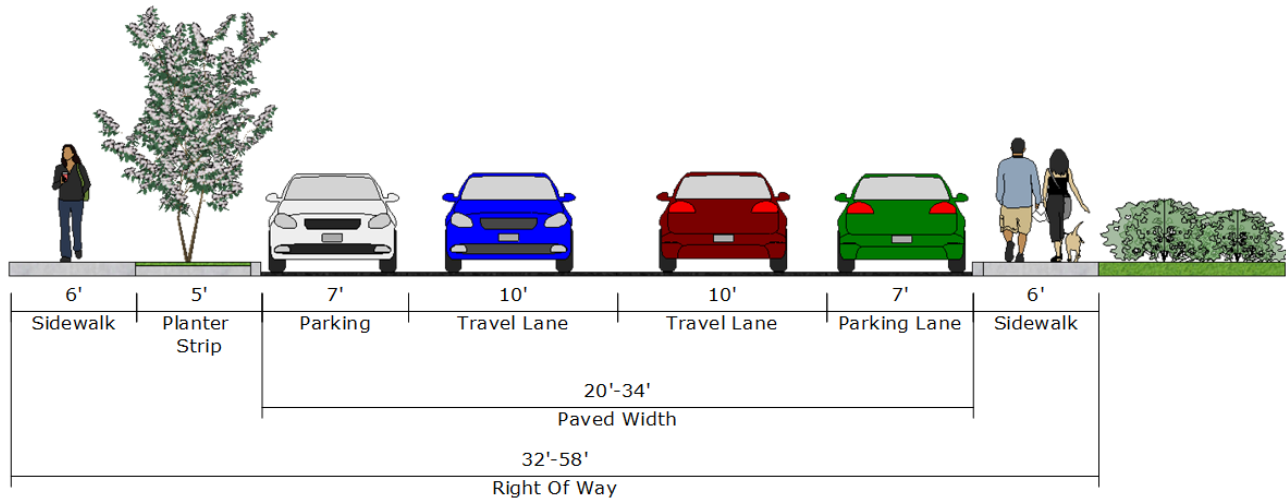 6' 5' 7' 10' 10' 7' 6'
Sidewalk Planter Parking Travel Lane Travel Lane Parking Lane Sidewalk
Strip
20'-34'
Paved Width
32'-58'
Right Of Way